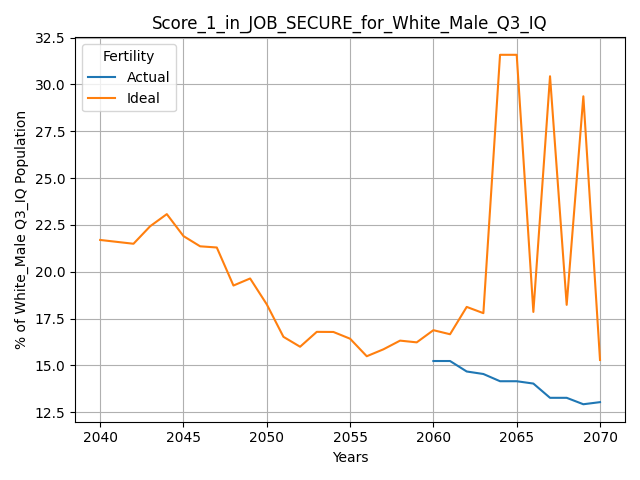 Score_1_in_JOB_SECURE_for_White_Male_Q3_IQ
Fertility
Actual
Ideal
% of White_Male Q3_IQ Population
32.5
30.0
27.5
25.0
22.5
20.0
17.5
15.0
12.5
2040 2045 2050 2055 2060 2065 2070
Years